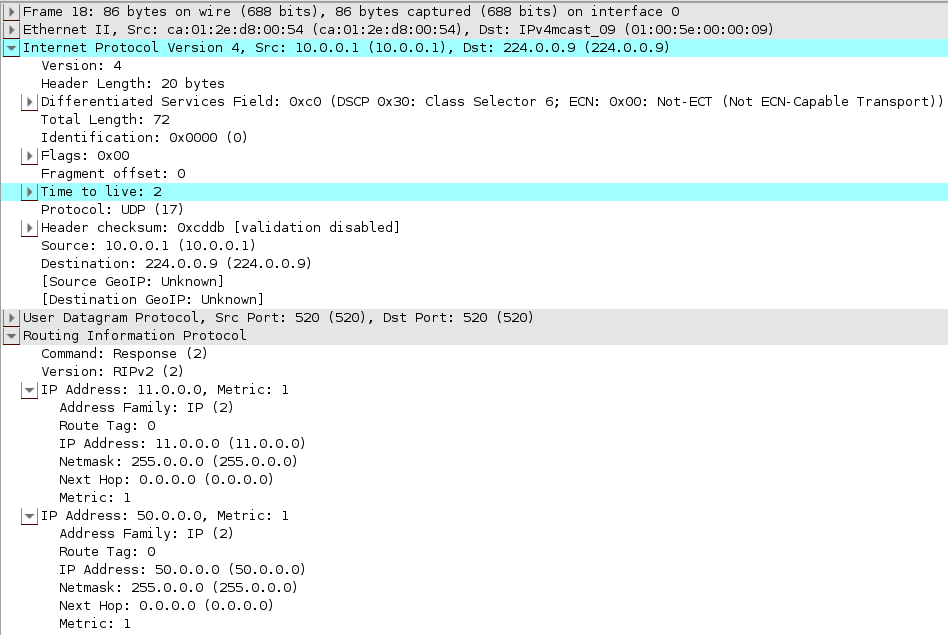 Frame 18: 86 bytes on wire (688 bits), 86 bytes captured (688 bits) on interface 0
Ethernet II, Src: ca:01:2e:d8:00:54 (ca:01:2e:d8:00:54), Dst: IPv4mcast_09 (01:00:5e:00:00:09)
Internet Protocol Version 4, Src: 10.0.0.1 (10.0.0.1), Dst: 224.0.0.9 (224.0.0.9)
Version: 4
Header Length: 20 bytes
Differentiated Services Field: 0xc0 (DSCP 0x30: Class Selector 6; ECN: 0x00: Not-ECT (Not ECN-Capable Transport))
Total Length: 72
Identification: 0x0000 (0)
Flags: 0x00
Fragment offset: 0
Time to live: 2
Protocol: UDP (17)
Header checksum: 0xcddb [validation disabled]
Source: 10.0.0.1 (10.0.0.1)
Destination: 224.0.0.9 (224.0.0.9)
[Source GeoIP: Unknown]
[Destination GeoIP: Unknown]
User Datagram Protocol, Src Port: 520 (520), Dst Port: 520 (520)
Routing Information Protocol
Command: Response (2)
Version: RIPv2 (2)
IP Address: 11.0.0.0, Metric: 1
Address Family: IP (2)
Route Tag: 0
IP Address: 11.0.0.0 (11.0.0.0)
Netmask: 255.0.0.0 (255.0.0.0)
Next Hop: 0.0.0.0 (0.0.0.0)
Metric: 1
IP Address: 50.0.0.0, Metric: 1
Address Family: IP (2)
Route Tag: 0
IP Address: 50.0.0.0 (50.0.0.0)
Netmask: 255.0.0.0 (255.0.0.0)
Next Hop: 0.0.0.0 (0.0.0.0)
Metric: 1